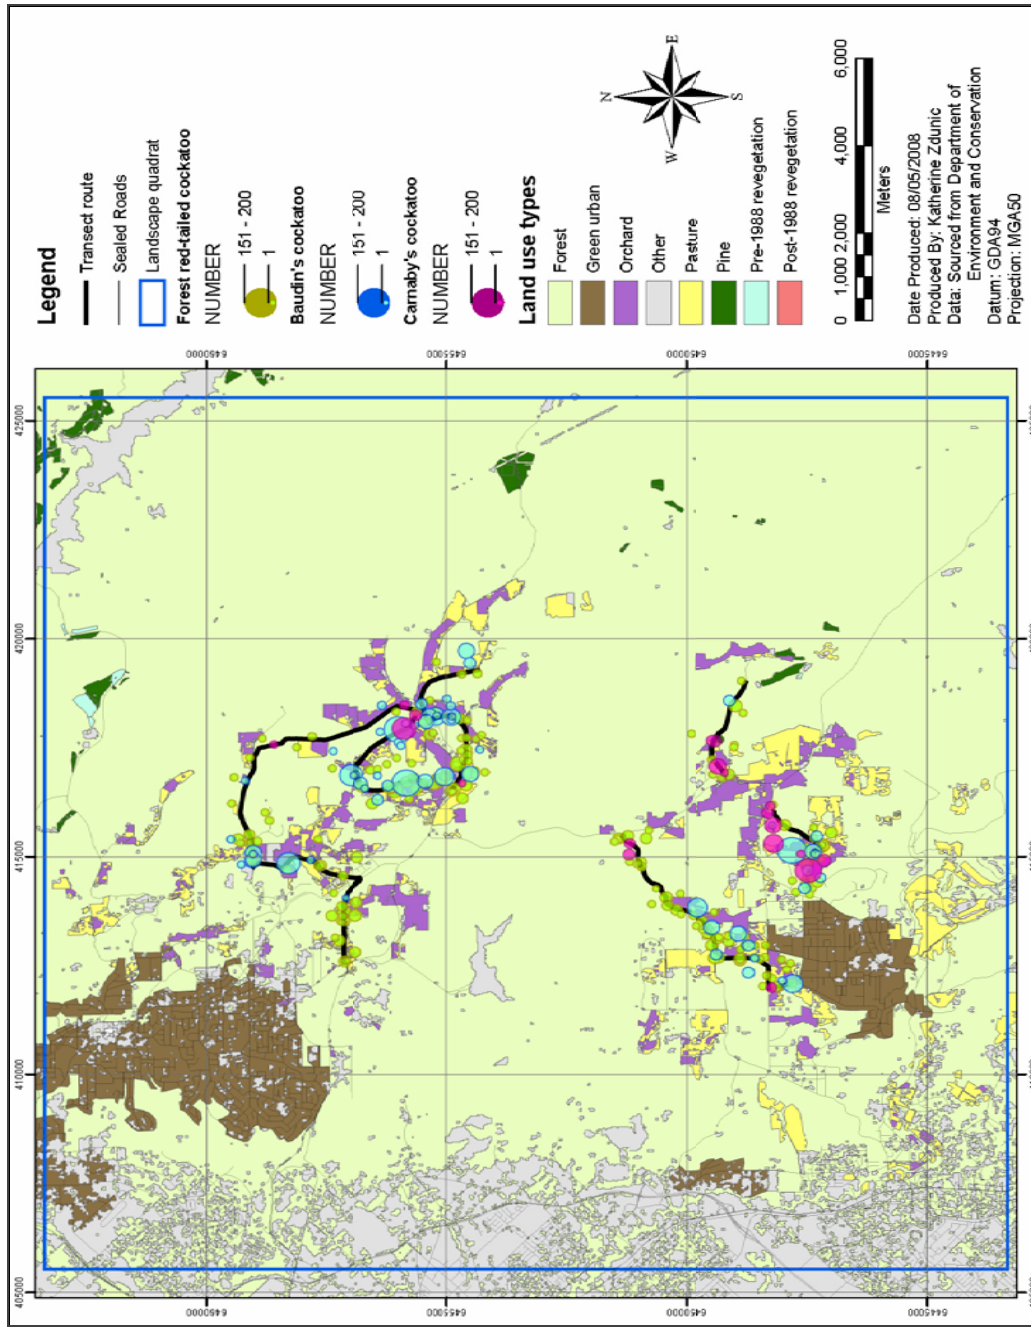 Legend
Transect route
Sealed Roads
Landscape quadrat
Forest red-tailed cockatoo
NUMBER
151 - 200
1
Baudin's cockatoo
NUMBER
151 - 200
1
Carnaby's cockatoo
NUMBER
151 - 200
1
Land use types
Forest
Green urban
Orchard
Other
Pasture
Pine
Pre-1988 revegetation
Post-1988 revegetation
N
W
E
S
0 1,000 2,000 4,000 6,000
Meters
Date Produced: 08/05/2008
Produced By: Katherine Zdunic
Data: Sourced from Department of
Environment and Conservation
Datum: GDA94
Projection: MGA50
405000 410000 415000 420000 425000
6460000 6460000
6455000 6455000
6450000 6450000
6445000 6445000